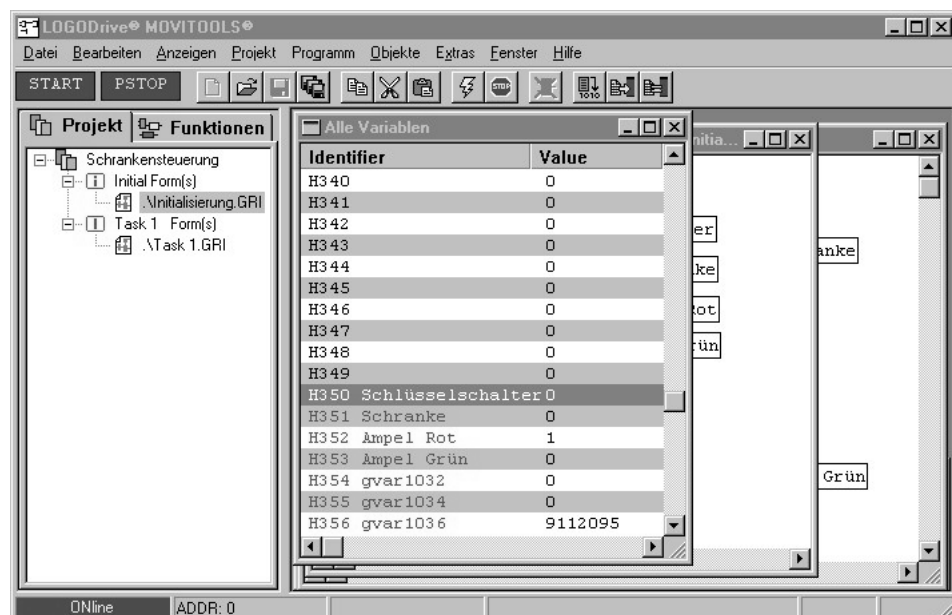 LOGODrive® MOVITOOLS®
Datei Bearbeiten Anzeigen Projekt Programm Objekte Extras Fenster Hilfe
START PSTOP
STOP
1010
Projekt Funktionen
Schrankensteuerung
Initial Form(s)
.\Initialisierung.GRI
Task 1 Form(s)
.\Task 1.GRI
Alle Variablen
Identifier Value
H340 0
H341 0
H342 0
H343 0
H344 0
H345 0
H346 0
H347 0
H348 0
H349 0
H350 Schlüsselschalter 0
H351 Schranke 0
H352 Ampel Rot 1
H353 Ampel Grün 0
H354 gvar1032 0
H355 gvar1034 0
H356 gvar1036 9112095
nitia...
er
ke
Rot
rün
anke
Grün
ONline ADDR: 0